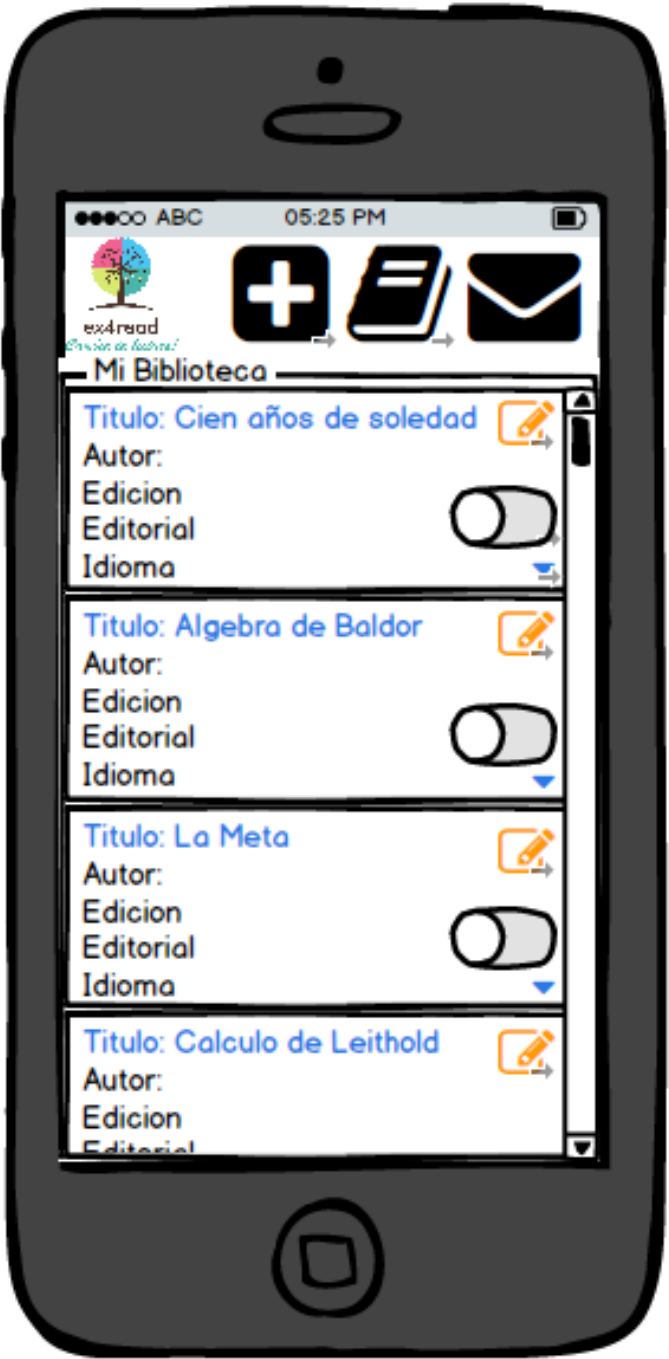 ABC 05:25 PM
ex4read
Mi Biblioteca
Titulo: Cien años de soledad
Autor:
Edicion
Editorial
Idioma
Titulo: Algebra de Baldor
Autor:
Edicion
Editorial
Idioma
Titulo: La Meta
Autor:
Edicion
Editorial
Idioma
Titulo: Calculo de Leithold
Autor:
Edicion
Editorial